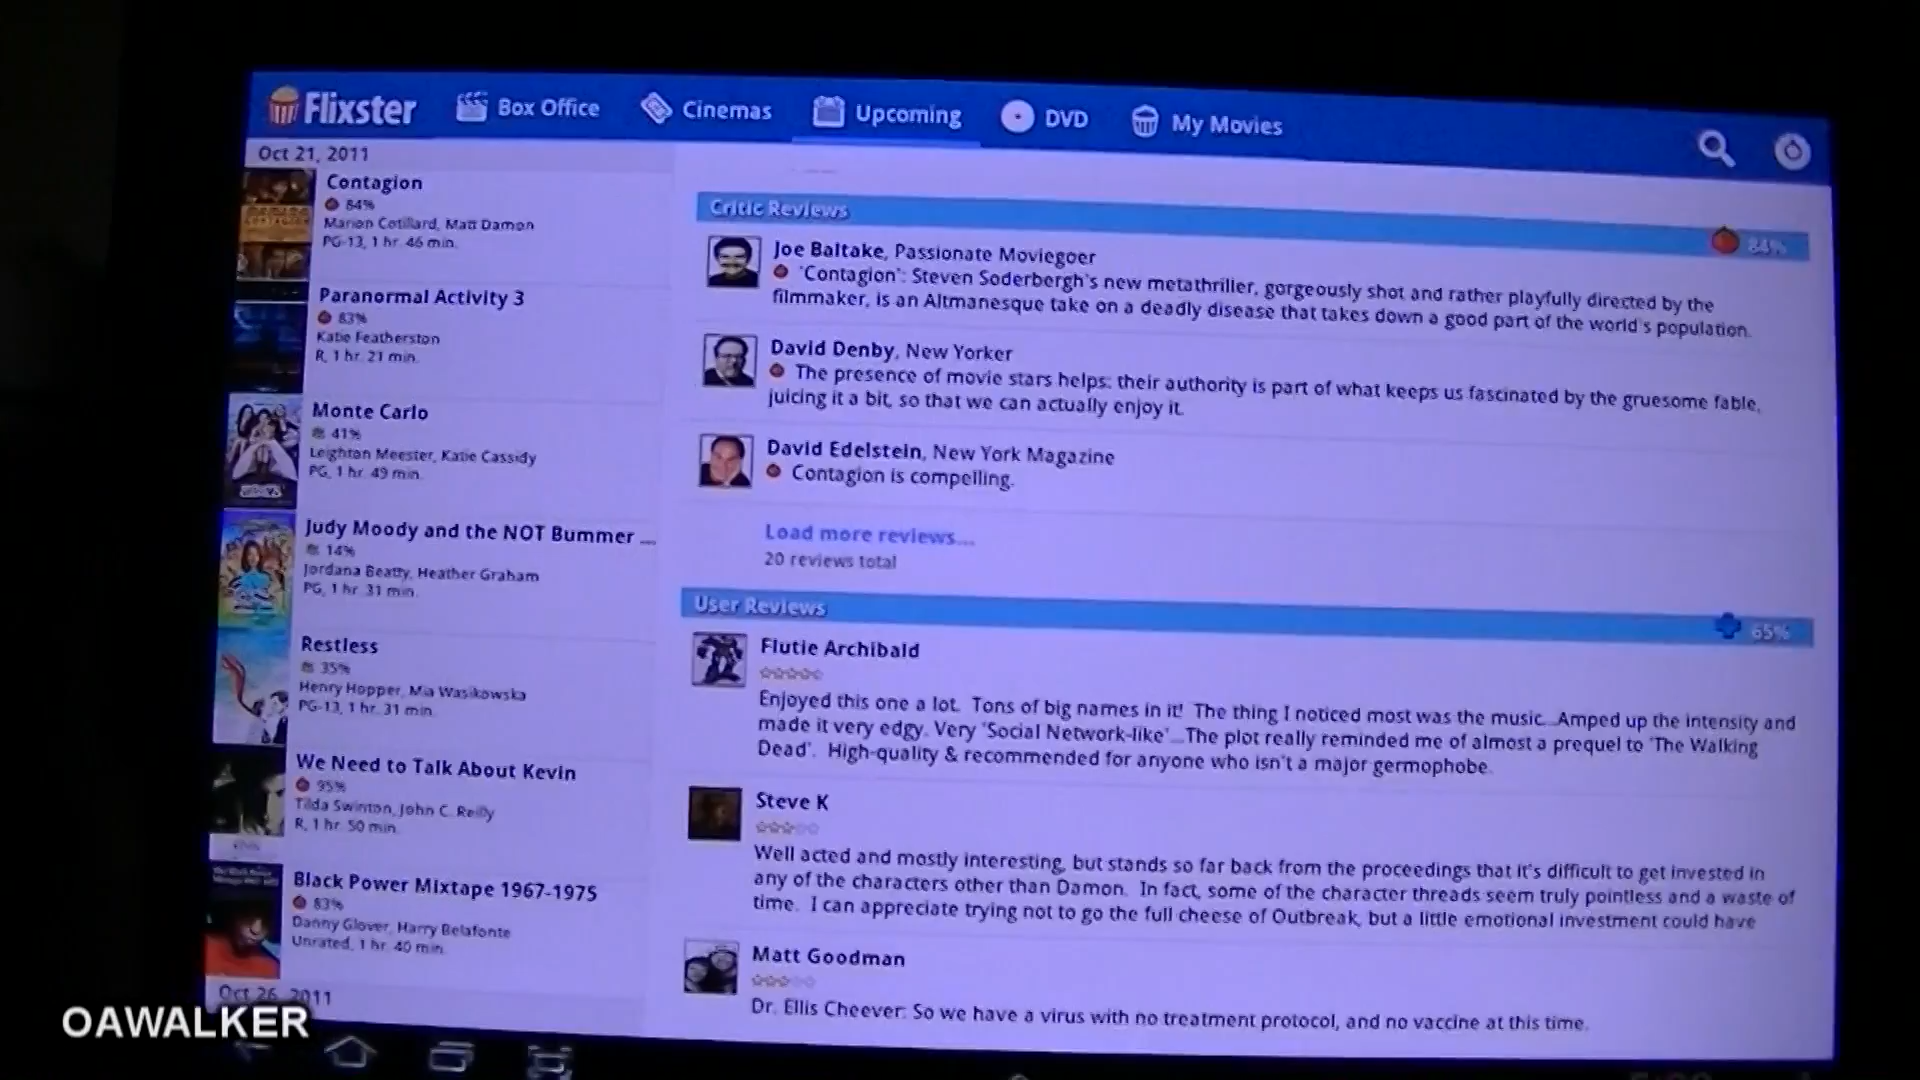 Flixster
Box Office
Cinemas
Upcoming
DVD
My Movies
Oct 21, 2011
Contagion
84%
Marion Cotillard, Matt Damon
PG-13, 1 hr. 46 min.
Paranormal Activity 3
83%
Katie Featherston
R, 1 hr. 21 min.
Monte Carlo
41%
Leighton Meester, Katie Cassidy
PG, 1 hr. 49 min.
Judy Moody and the NOT Bummer ...
14%
Jordana Beatty, Heather Graham
PG, 1 hr. 31 min.
Restless
35%
Henry Hopper, Mia Wasikowska
PG-13, 1 hr. 31 min.
We Need to Talk About Kevin
95%
Tilda Swinton, John C. Reilly
R, 1 hr. 50 min.
Black Power Mixtape 1967-1975
83%
Danny Glover, Harry Belafonte
Unrated, 1 hr. 40 min.
Oct 26, 2011
Critic Reviews
84%
Joe Baltake, Passionate Moviegoer
'Contagion': Steven Soderbergh's new metathriller, gorgeously shot and rather playfully directed by the
filmmaker, is an Altmanesque take on a deadly disease that takes down a good part of the world's population.
David Denby, New Yorker
The presence of movie stars helps: their authority is part of what keeps us fascinated by the gruesome fable,
juicing it a bit, so that we can actually enjoy it.
David Edelstein, New York Magazine
Contagion is compelling.
Load more reviews...
20 reviews total
User Reviews
65%
Flutie Archibald
Enjoyed this one a lot. Tons of big names in it! The thing I noticed most was the music...Amped up the intensity and
made it very edgy. Very 'Social Network-like'...The plot really reminded me of almost a prequel to 'The Walking
Dead'. High-quality & recommended for anyone who isn't a major germophobe.
Steve K
Well acted and mostly interesting, but stands so far back from the proceedings that it's difficult to get invested in
any of the characters other than Damon. In fact, some of the character threads seem truly pointless and a waste of
time. I can appreciate trying not to go the full cheese of Outbreak, but a little emotional investment could have
Matt Goodman
Dr. Ellis Cheever: So we have a virus with no treatment protocol, and no vaccine at this time.
OAWALKER